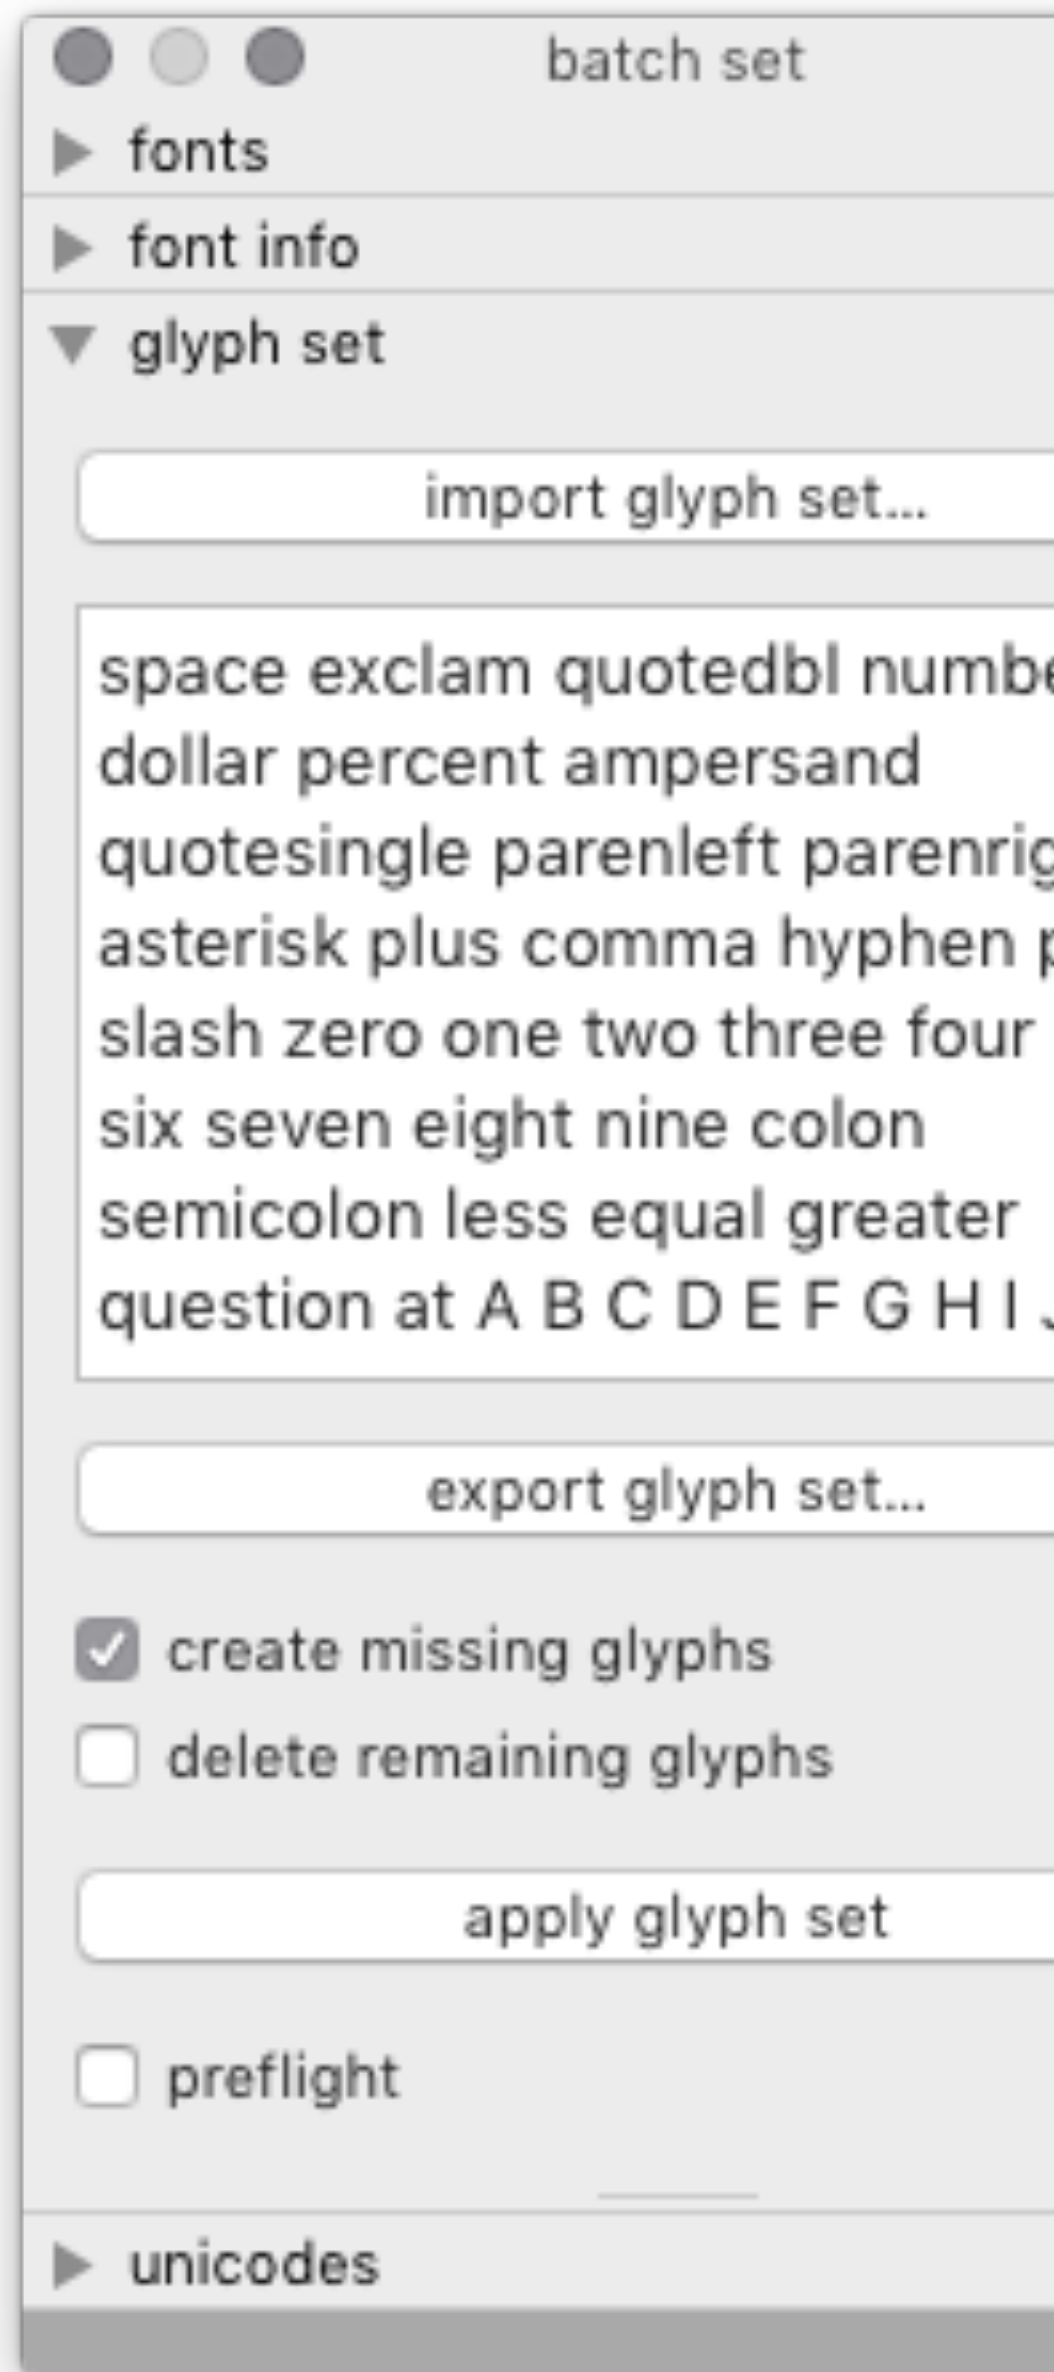 batch set
fonts
font info
glyph set
import glyph set...
space exclam quotedbl
dollar percent ampersand
quotesingle parenleft
asterisk plus comma hyphen
slash zero one two three four
six seven eight nine colon
semicolon less equal greater
question at A B C D E F G H I
export glyph set...
create missing glyphs
delete remaining glyphs
apply glyph set
preflight
unicodes